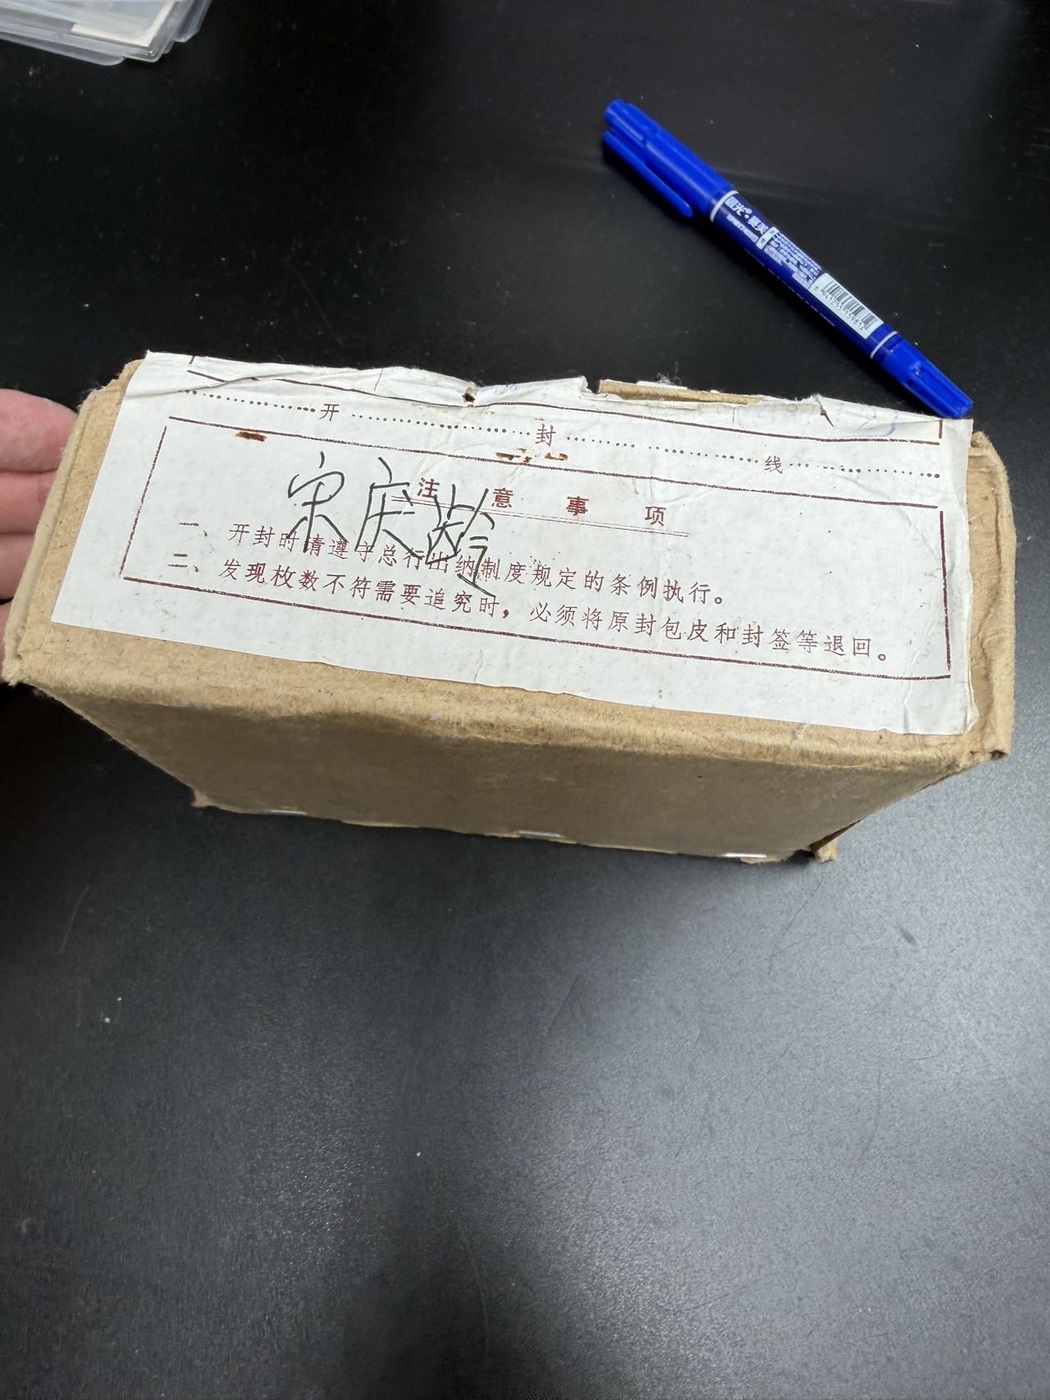 开封线
宋庆龄
注意事项
一、开封时请遵守总行出纳制度规定的条例执行。
二、发现枚数不符需要追究时，必须将原封包皮和封签等退回。